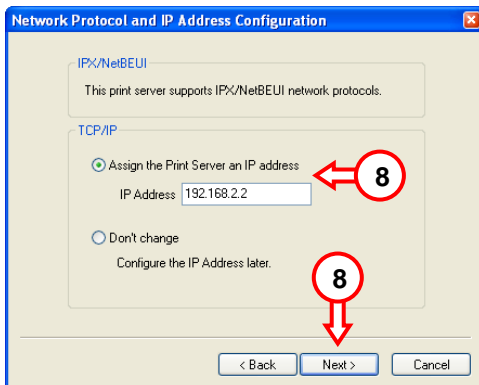 Network Protocol and IP Address Configuration
IPX/NetBEUI
This print server supports IPX/NetBEUI network protocols.
TCP/IP
Assign the Print Server an IP address
8
IP Address 192.168.2.2
Don't change
Configure the IP Address later.
8
< Back Next > Cancel